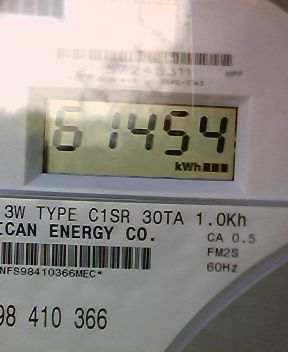 HPP
61454
kWh
3W TYPE C1SR 30TA 1.0Kh
ICAN ENERGY CO.
CA 0.5
FM2S
NFS98410366MEC*
60Hz
98 410 366